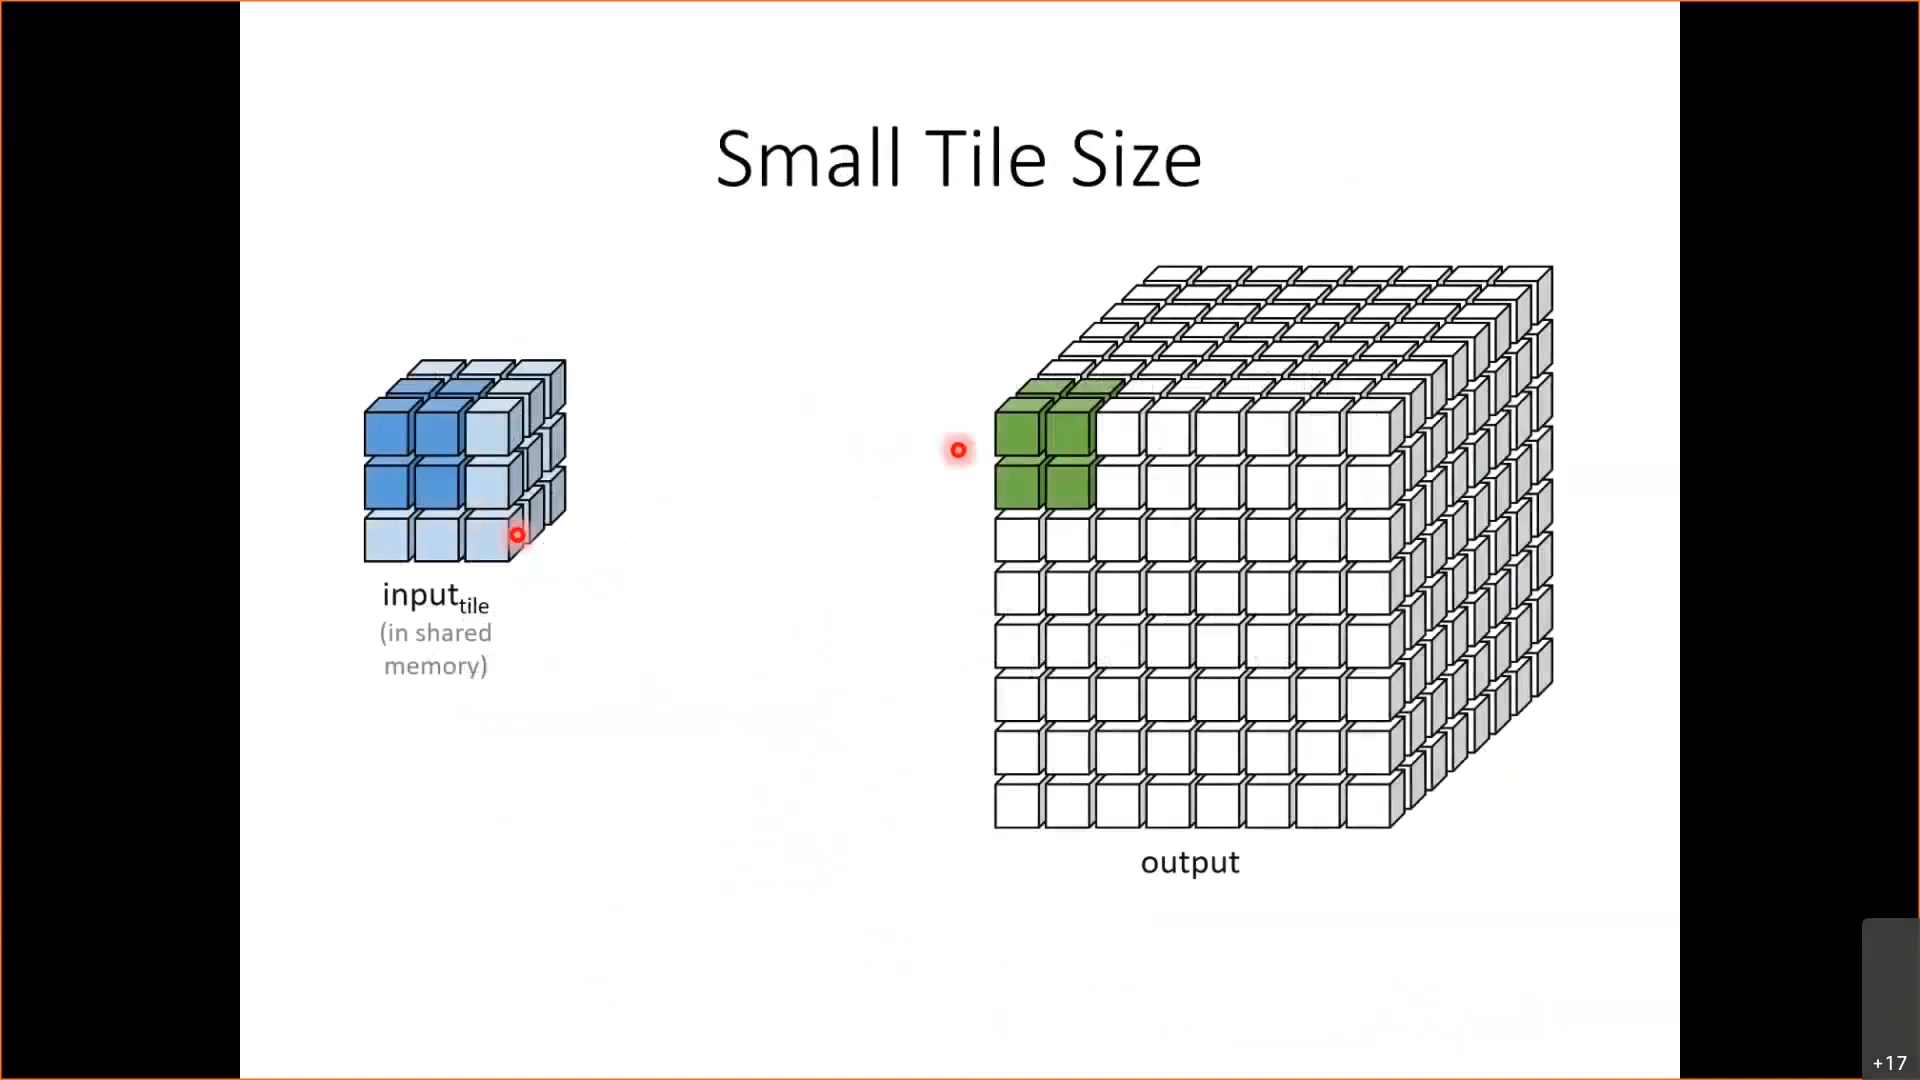 Small Tile Size
input_tile
(in shared
memory)
output
+17